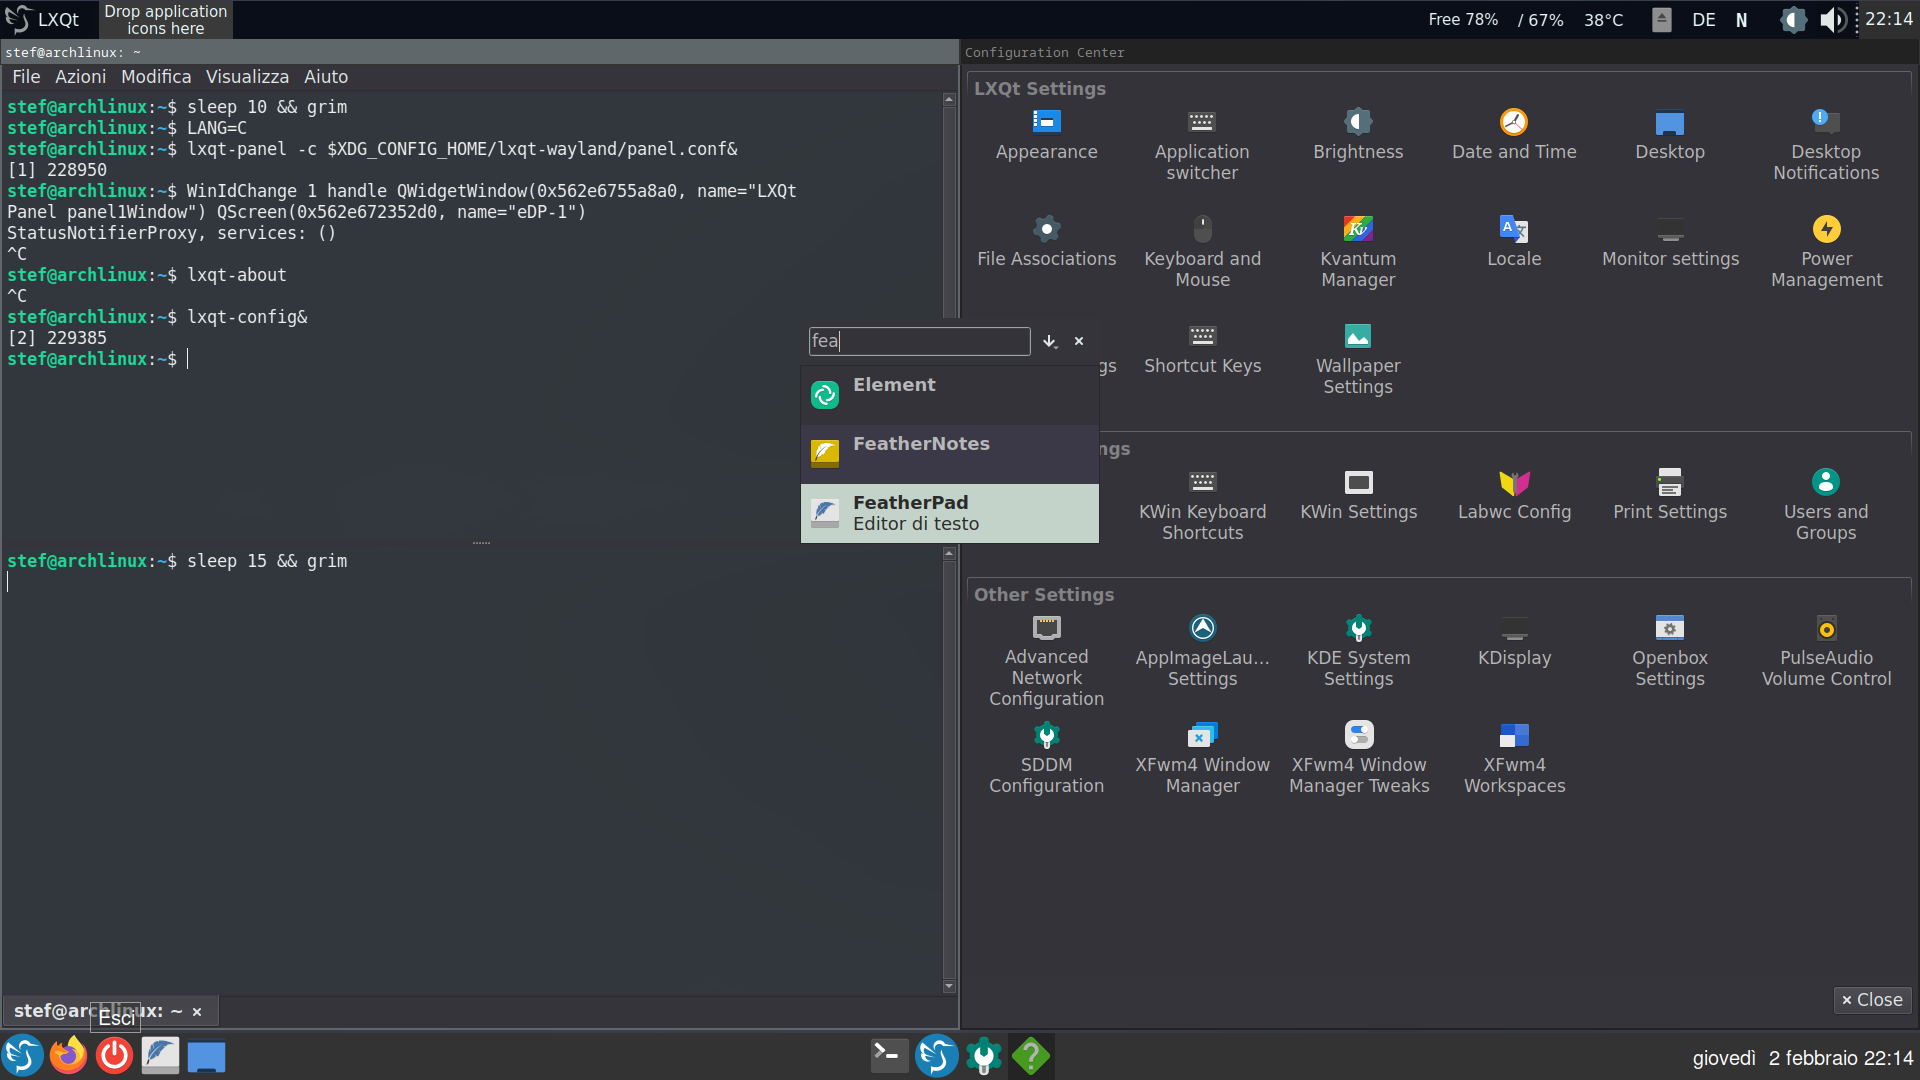 LXQt
Drop application
icons here
Free 78% / 67% 38°C DE N 22:14
stef@archlinux: ~
File Azioni Modifica Visualizza Aiuto
stef@archlinux:~$ sleep 10 && grim
stef@archlinux:~$ LANG=C
stef@archlinux:~$ lxqt-panel -c $XDG_CONFIG_HOME/lxqt-wayland/panel.conf&
[1] 228950
stef@archlinux:~$ WinIdChange 1 handle QWidgetWindow(0x562e6755a8a0, name="LXQt
Panel panel1Window") QScreen(0x562e672352d0, name="eDP-1")
StatusNotifierProxy, services: ()
^C
stef@archlinux:~$ lxqt-about
^C
stef@archlinux:~$ lxqt-config&
[2] 229385
stef@archlinux:~$
stef@archlinux:~$ sleep 15 && grim
stef@archlinux: ~ ×
Esci
fea
Element
FeatherNotes
FeatherPad
Editor di testo
Configuration Center
LXQt Settings
Appearance
Application
switcher
Brightness
Date and Time
Desktop
Desktop
Notifications
File Associations
Keyboard and
Mouse
Kvantum
Manager
Locale
Monitor settings
Power
Management
gs
Shortcut Keys
Wallpaper
Settings
ngs
KWin Keyboard
Shortcuts
KWin Settings
Labwc Config
Print Settings
Users and
Groups
Other Settings
Advanced
Network
Configuration
AppImageLau...
Settings
KDE System
Settings
KDisplay
Openbox
Settings
PulseAudio
Volume Control
SDDM
Configuration
XFwm4 Window
Manager
XFwm4 Window
Manager Tweaks
XFwm4
Workspaces
× Close
giovedì 2 febbraio 22:14